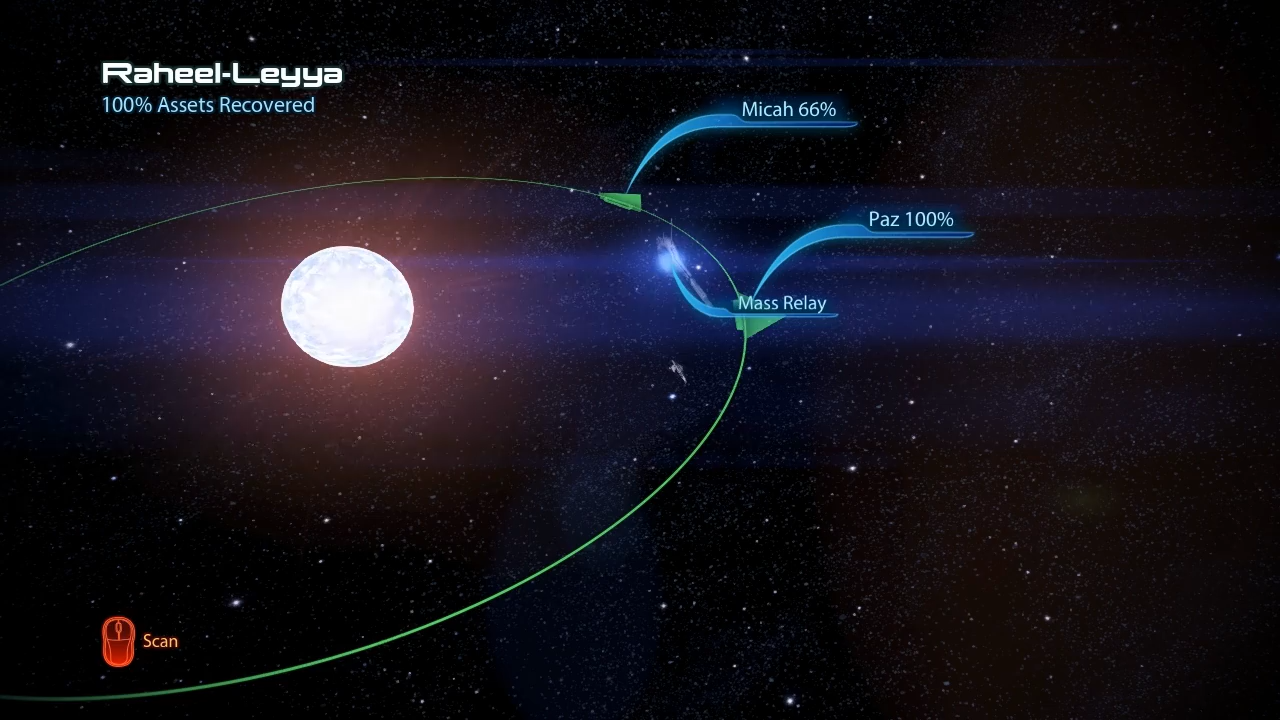 Raheel-Leyya
100% Assets Recovered
Micah 66%
Paz 100%
Mass Relay
Scan